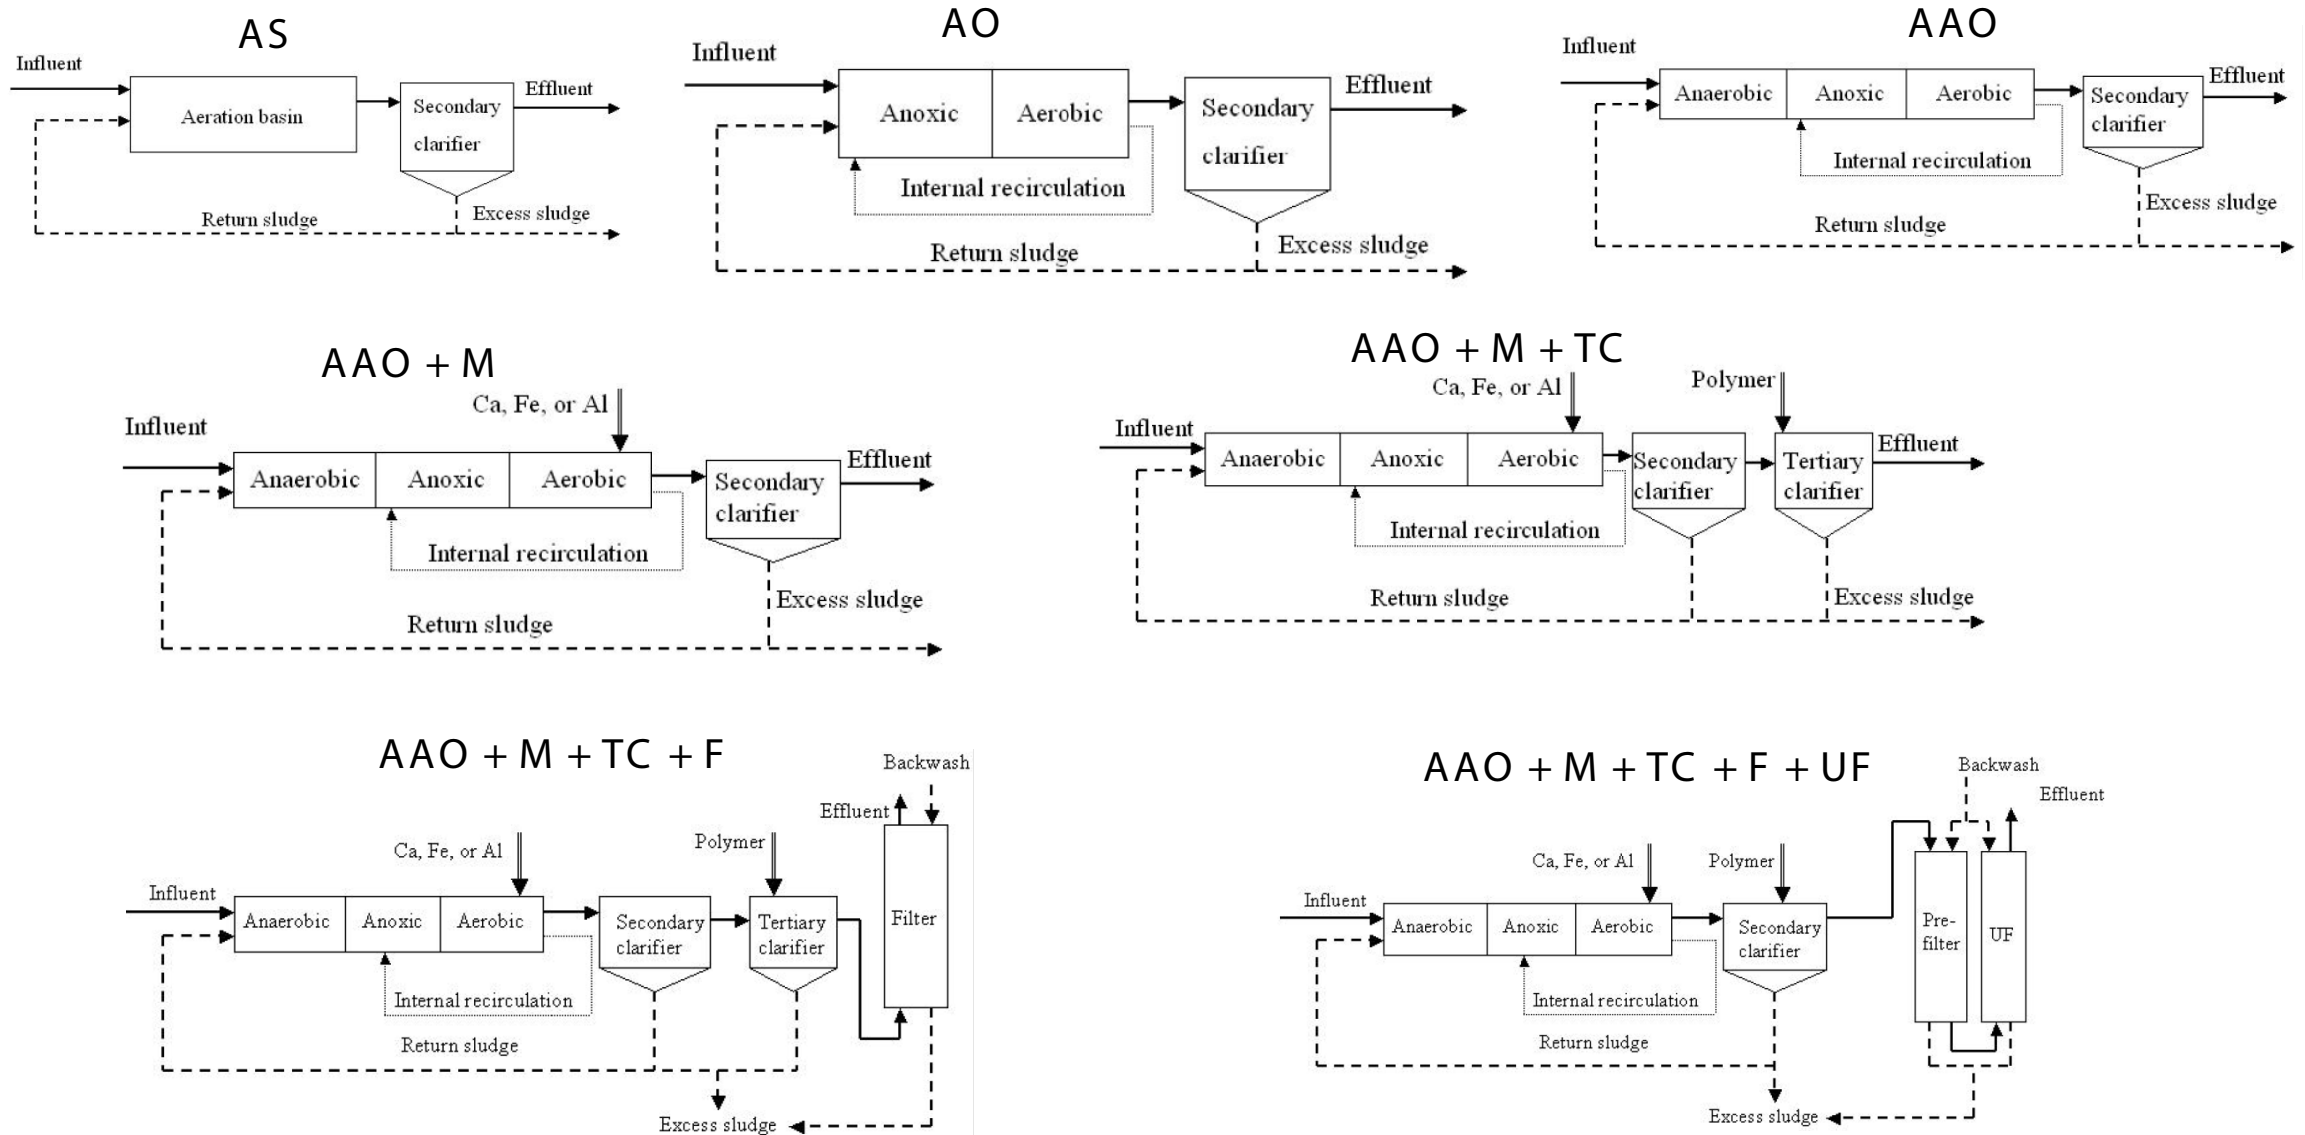 AS
Influent
Aeration basin
Secondary
clarifier
Effluent
Return sludge
Excess sludge
AO
Influent
Anoxic
Aerobic
Secondary
clarifier
Effluent
Internal recirculation
Return sludge
Excess sludge
AAO
Influent
Anaerobic
Anoxic
Aerobic
Secondary
clarifier
Effluent
Internal recirculation
Return sludge
Excess sludge
AAO + M
Ca, Fe, or Al
Influent
Anaerobic
Anoxic
Aerobic
Secondary
clarifier
Effluent
Internal recirculation
Return sludge
Excess sludge
AAO + M + TC
Ca, Fe, or Al
Polymer
Influent
Anaerobic
Anoxic
Aerobic
Secondary
clarifier
Tertiary
clarifier
Effluent
Internal recirculation
Return sludge
Excess sludge
AAO + M + TC + F
Backwash
Effluent
Ca, Fe, or Al
Polymer
Influent
Anaerobic
Anoxic
Aerobic
Secondary
clarifier
Tertiary
clarifier
Filter
Internal recirculation
Return sludge
Excess sludge
AAO + M + TC + F + UF
Backwash
Effluent
Ca, Fe, or Al
Polymer
Influent
Anaerobic
Anoxic
Aerobic
Secondary
clarifier
Pre-
filter
UF
Internal recirculation
Return sludge
Excess sludge